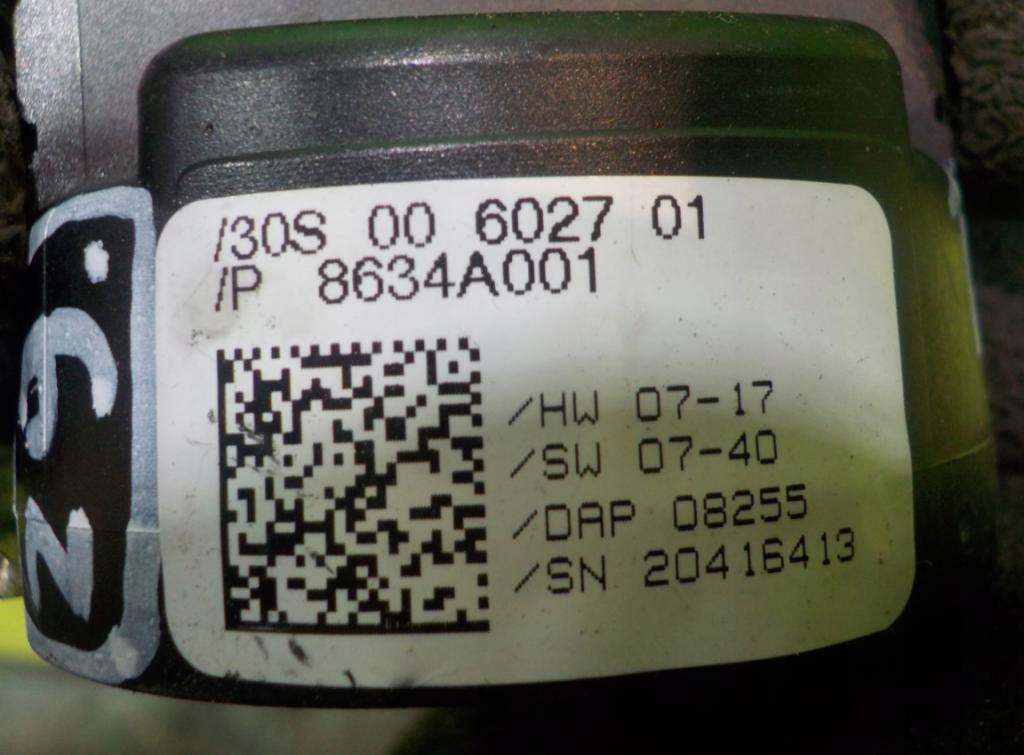 /30S 00 6027 01
/P 8634A001
/HW 07-17
/SW 07-40
/DAP 08255
/SN 20416413